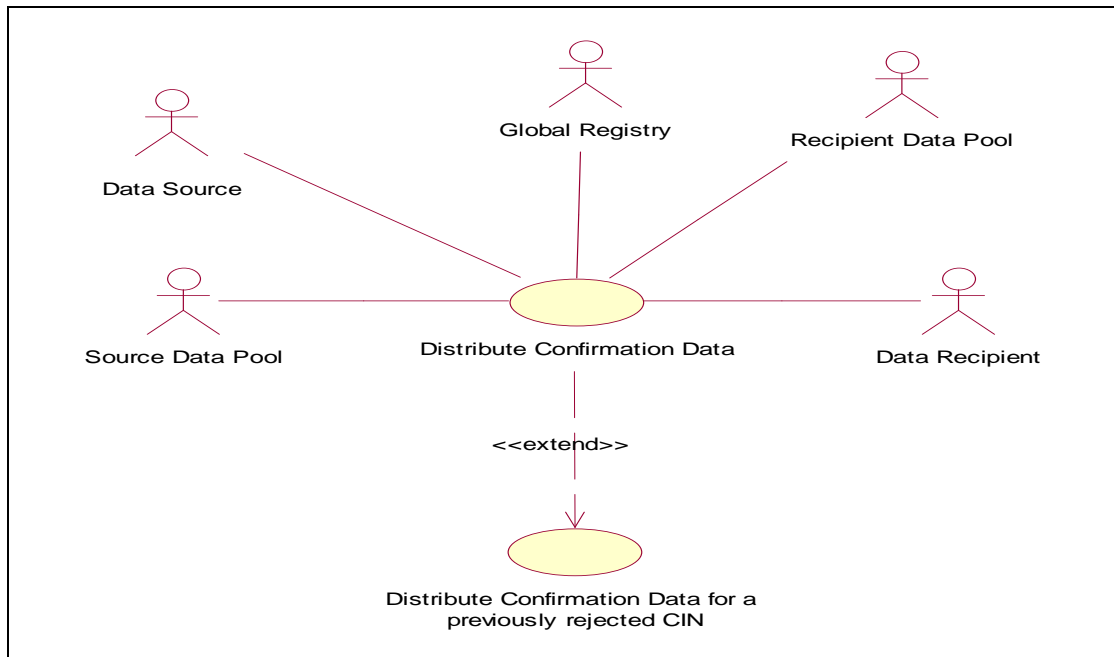 Global Registry
Recipient Data Pool
Data Source
Source Data Pool
Distribute Confirmation Data
Data Recipient
<<extend>>
Distribute Confirmation Data for a
previously rejected CIN